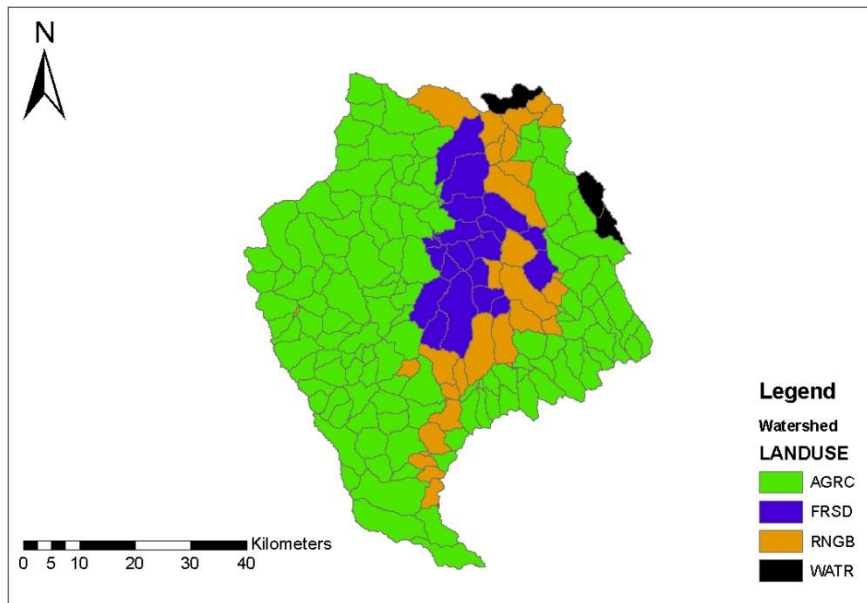 N
Legend
Watershed
LANDUSE
AGRC
FRSD
RNGB
WATR
Kilometers
0 5 10 20 30 40